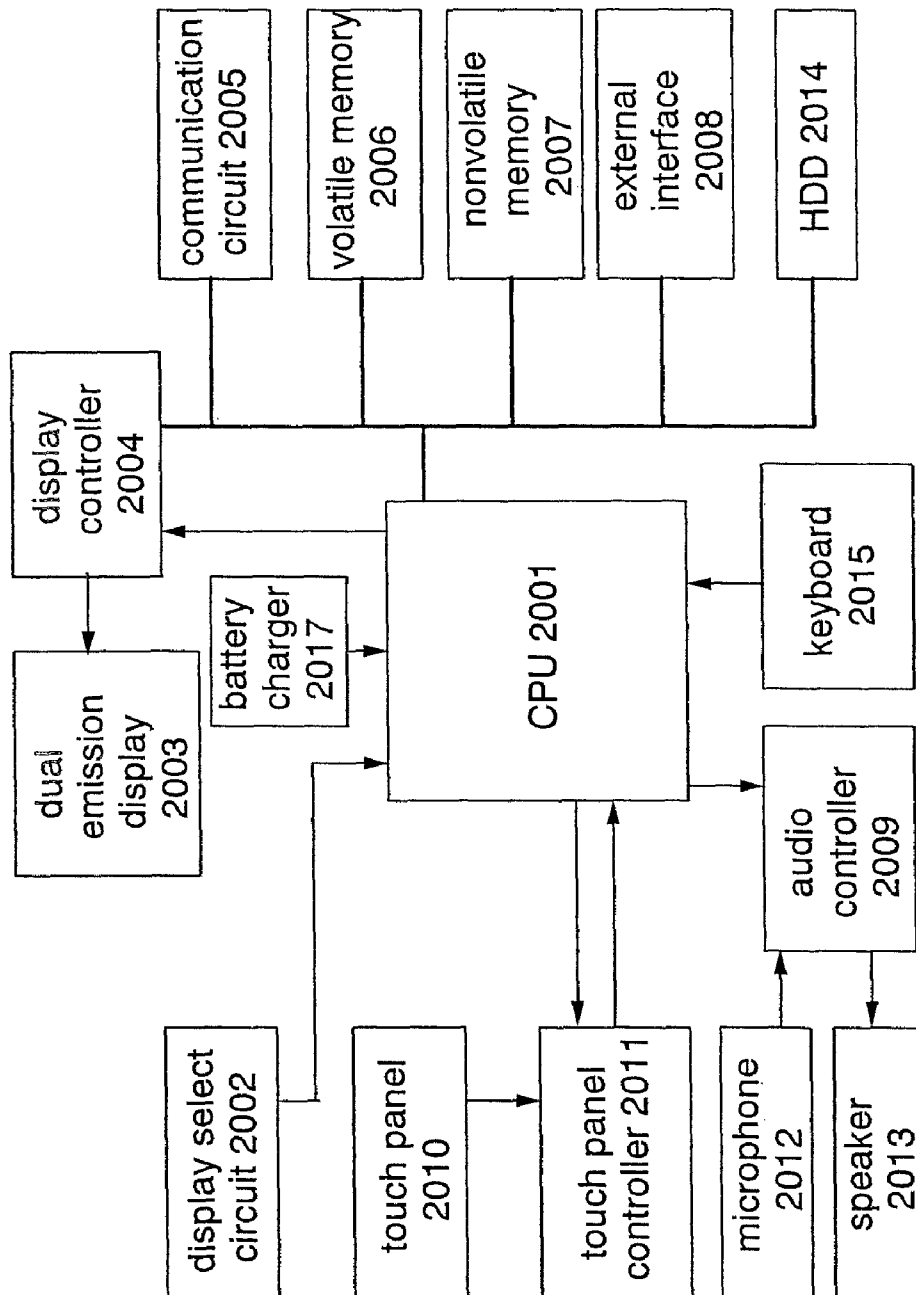 display select
circuit 2002
touch panel
2010
touch panel
controller 2011
microphone
2012
speaker
2013
dual
emission
display
2003
battery
charger
2017
CPU 2001
audio
controller
2009
display
controller
2004
keyboard
2015
communication
circuit 2005
volatile memory
2006
nonvolatile
memory
2007
external
interface
2008
HDD 2014